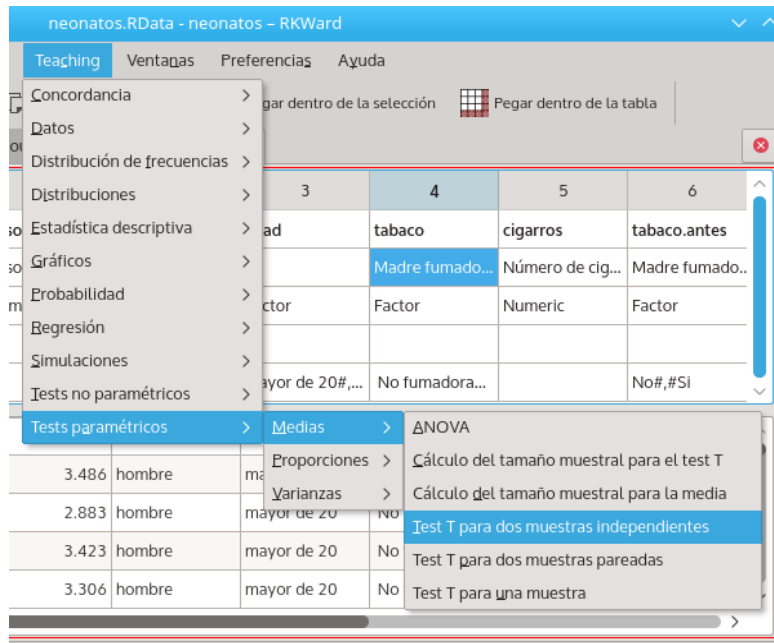 neonatos.RData - neonatos – RKWard
Teaching Ventanas Preferencias Ayuda
Concordancia
gar dentro de la selección Pegar dentro de la tabla
Datos
Distribución de frecuencias
Distribuciones 3 4 5 6
Estadística descriptiva ad tabaco cigarros tabaco.antes
Gráficos Madre fumado... Número de cig... Madre fumado..
Probabilidad ctor Factor Numeric Factor
Regresión
Simulaciones
ayor de 20#,... No fumadora... No#,#Si
Tests no paramétricos
Tests paramétricos Medias ANOVA
Proporciones Cálculo del tamaño muestral para el test T
3.486 hombre
Varianzas Cálculo del tamaño muestral para la media
2.883 hombre mayor de 20 No
Test T para dos muestras independientes
3.423 hombre mayor de 20 No
Test T para dos muestras pareadas
3.306 hombre mayor de 20 No
Test T para una muestra